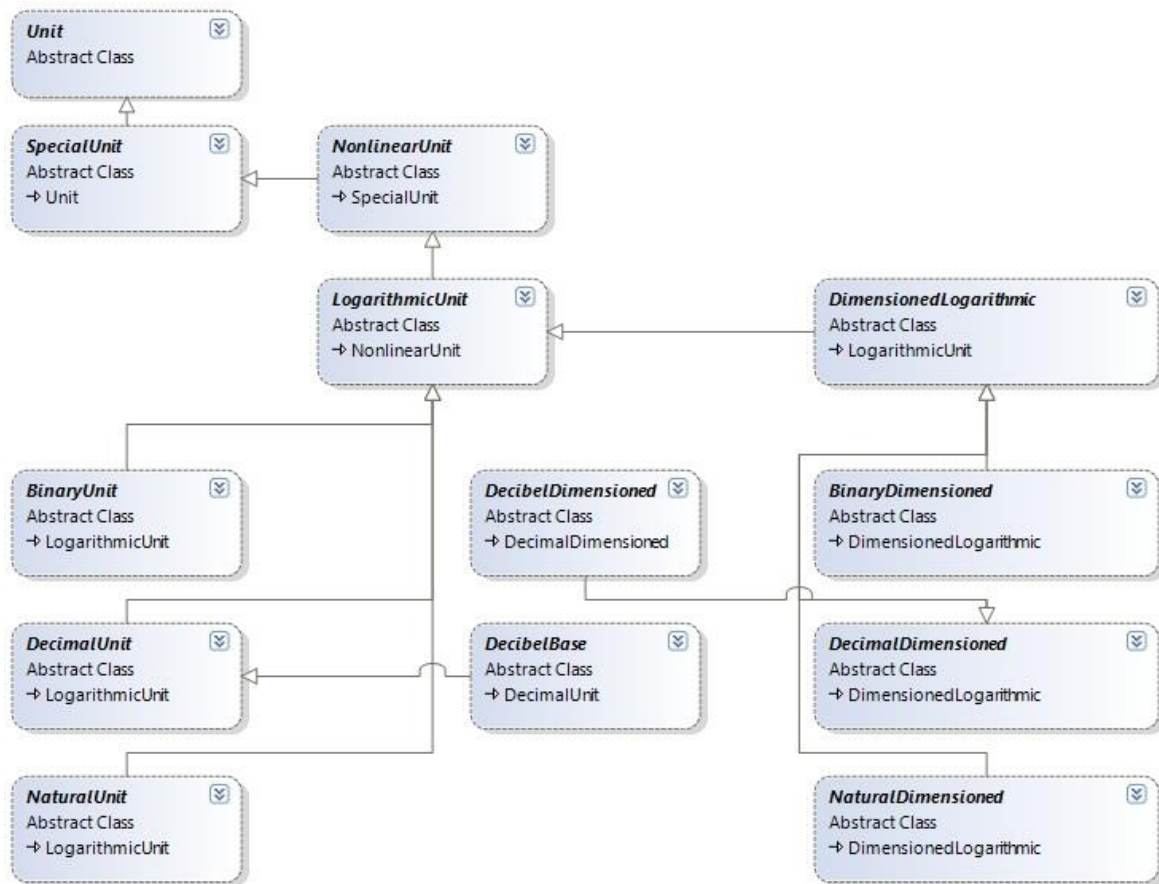 Unit
Abstract Class
SpecialUnit
Abstract Class
→ Unit
NonlinearUnit
Abstract Class
→ SpecialUnit
LogarithmicUnit
Abstract Class
→ NonlinearUnit
DimensionedLogarithmic
Abstract Class
→ LogarithmicUnit
BinaryUnit
Abstract Class
→ LogarithmicUnit
DecibelDimensioned
Abstract Class
→ DecimalDimensioned
BinaryDimensioned
Abstract Class
→ DimensionedLogarithmic
DecimalUnit
Abstract Class
→ LogarithmicUnit
DecibelBase
Abstract Class
→ DecimalUnit
DecimalDimensioned
Abstract Class
→ DimensionedLogarithmic
NaturalUnit
Abstract Class
→ LogarithmicUnit
NaturalDimensioned
Abstract Class
→ DimensionedLogarithmic